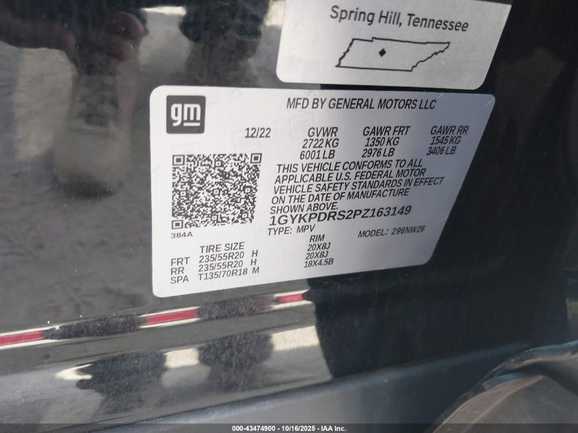 Spring Hill, Tennessee
gm
MFD BY GENERAL MOTORS LLC
12/22 GVWR GAWR FRT GAWR RR
2722 KG 1350 KG 1545 KG
6001 LB 2976 LB 3406 LB
THIS VEHICLE CONFORMS TO ALL
APPLICABLE U.S. FEDERAL MOTOR
VEHICLE SAFETY STANDARDS IN EFFECT
ON THE DATE OF MANUFACTURE
SHOWN ABOVE.
1GYKPDRS2PZ163149
384A
TYPE: MPV MODEL:
TIRE SIZE RIM
FRT 235/55R20 H 20X8J
RR 235/55R20 H 20X8J
SPA T135/70R18 M 18X4.5B
000-43474900 | 10/16/2025 - IAA Inc.